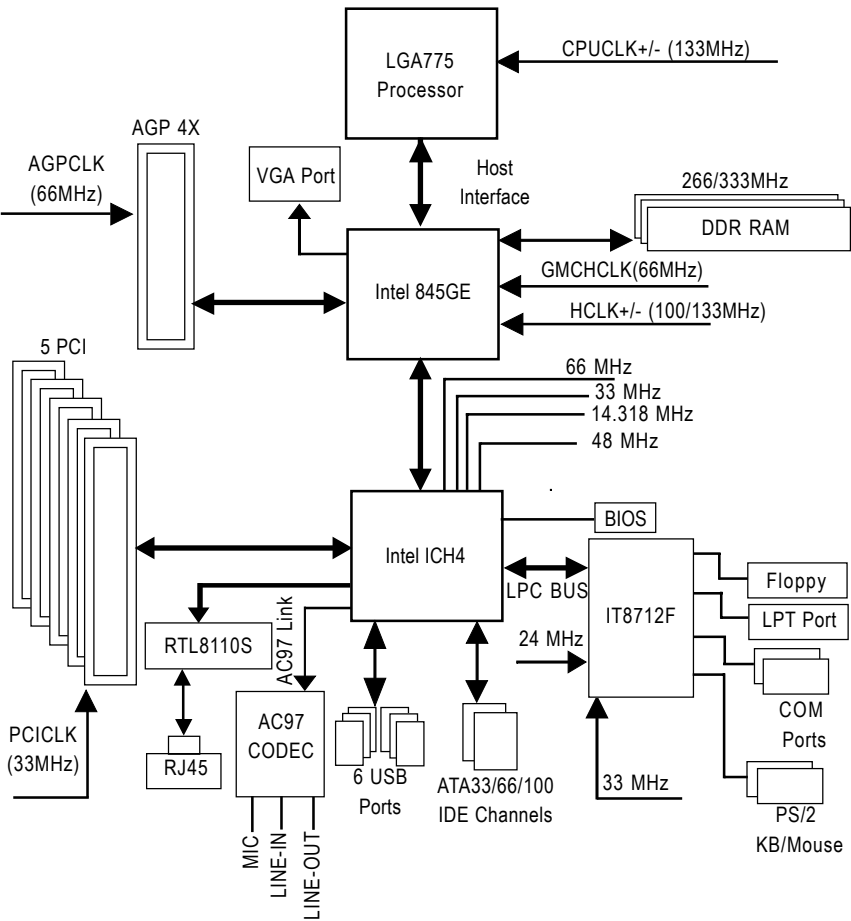 LGA775
Processor
CPUCLK+/- (133MHz)
AGP 4X
AGPCLK
(66MHz)
VGA Port
Host
Interface
266/333MHz
DDR RAM
Intel 845GE
GMCHCLK(66MHz)
HCLK+/- (100/133MHz)
5 PCI
66 MHz
33 MHz
14.318 MHz
48 MHz
BIOS
Intel ICH4
LPC BUS
IT8712F
Floppy
LPT Port
RTL8110S
AC97 Link
24 MHz
COM
Ports
PCICLK
(33MHz)
RJ45
AC97
CODEC
6 USB
Ports
ATA33/66/100
IDE Channels
33 MHz
PS/2
KB/Mouse
MIC
LINE-IN
LINE-OUT